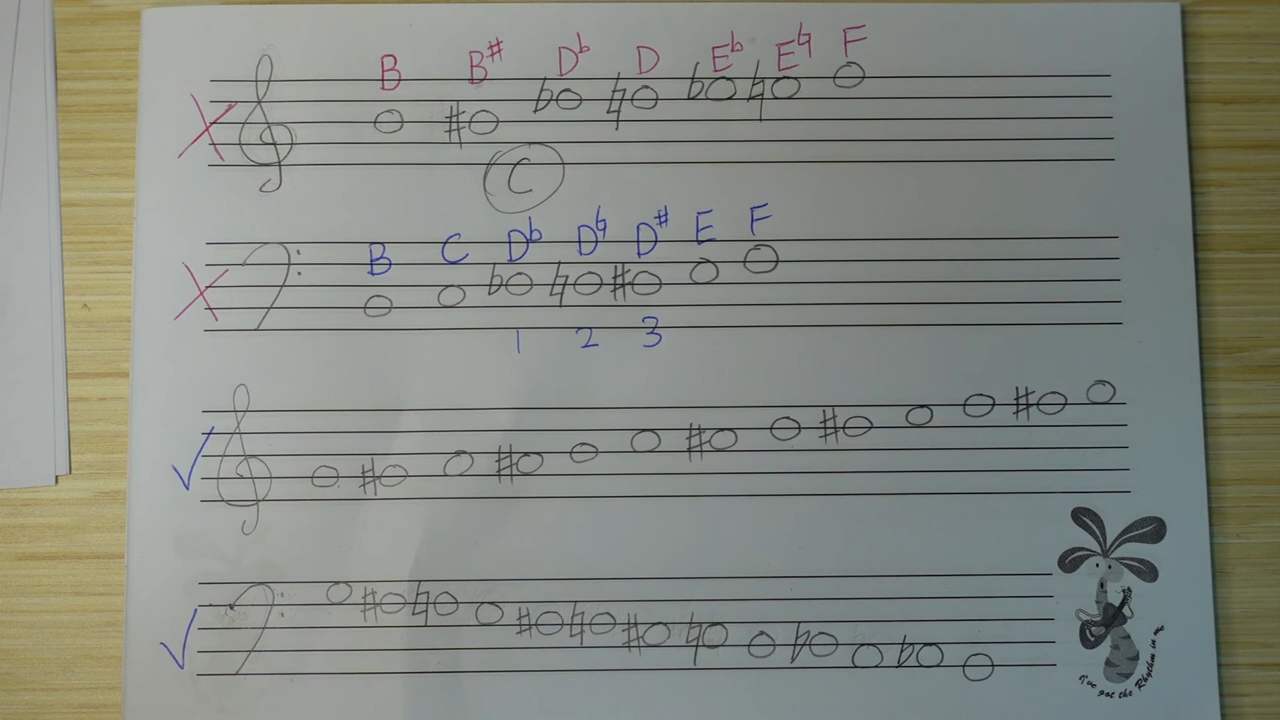 B B# D♭ D E♭ E♮ F
C
B C D♭ D♮ D# E F
1 2 3
I've got the Rhythm in me